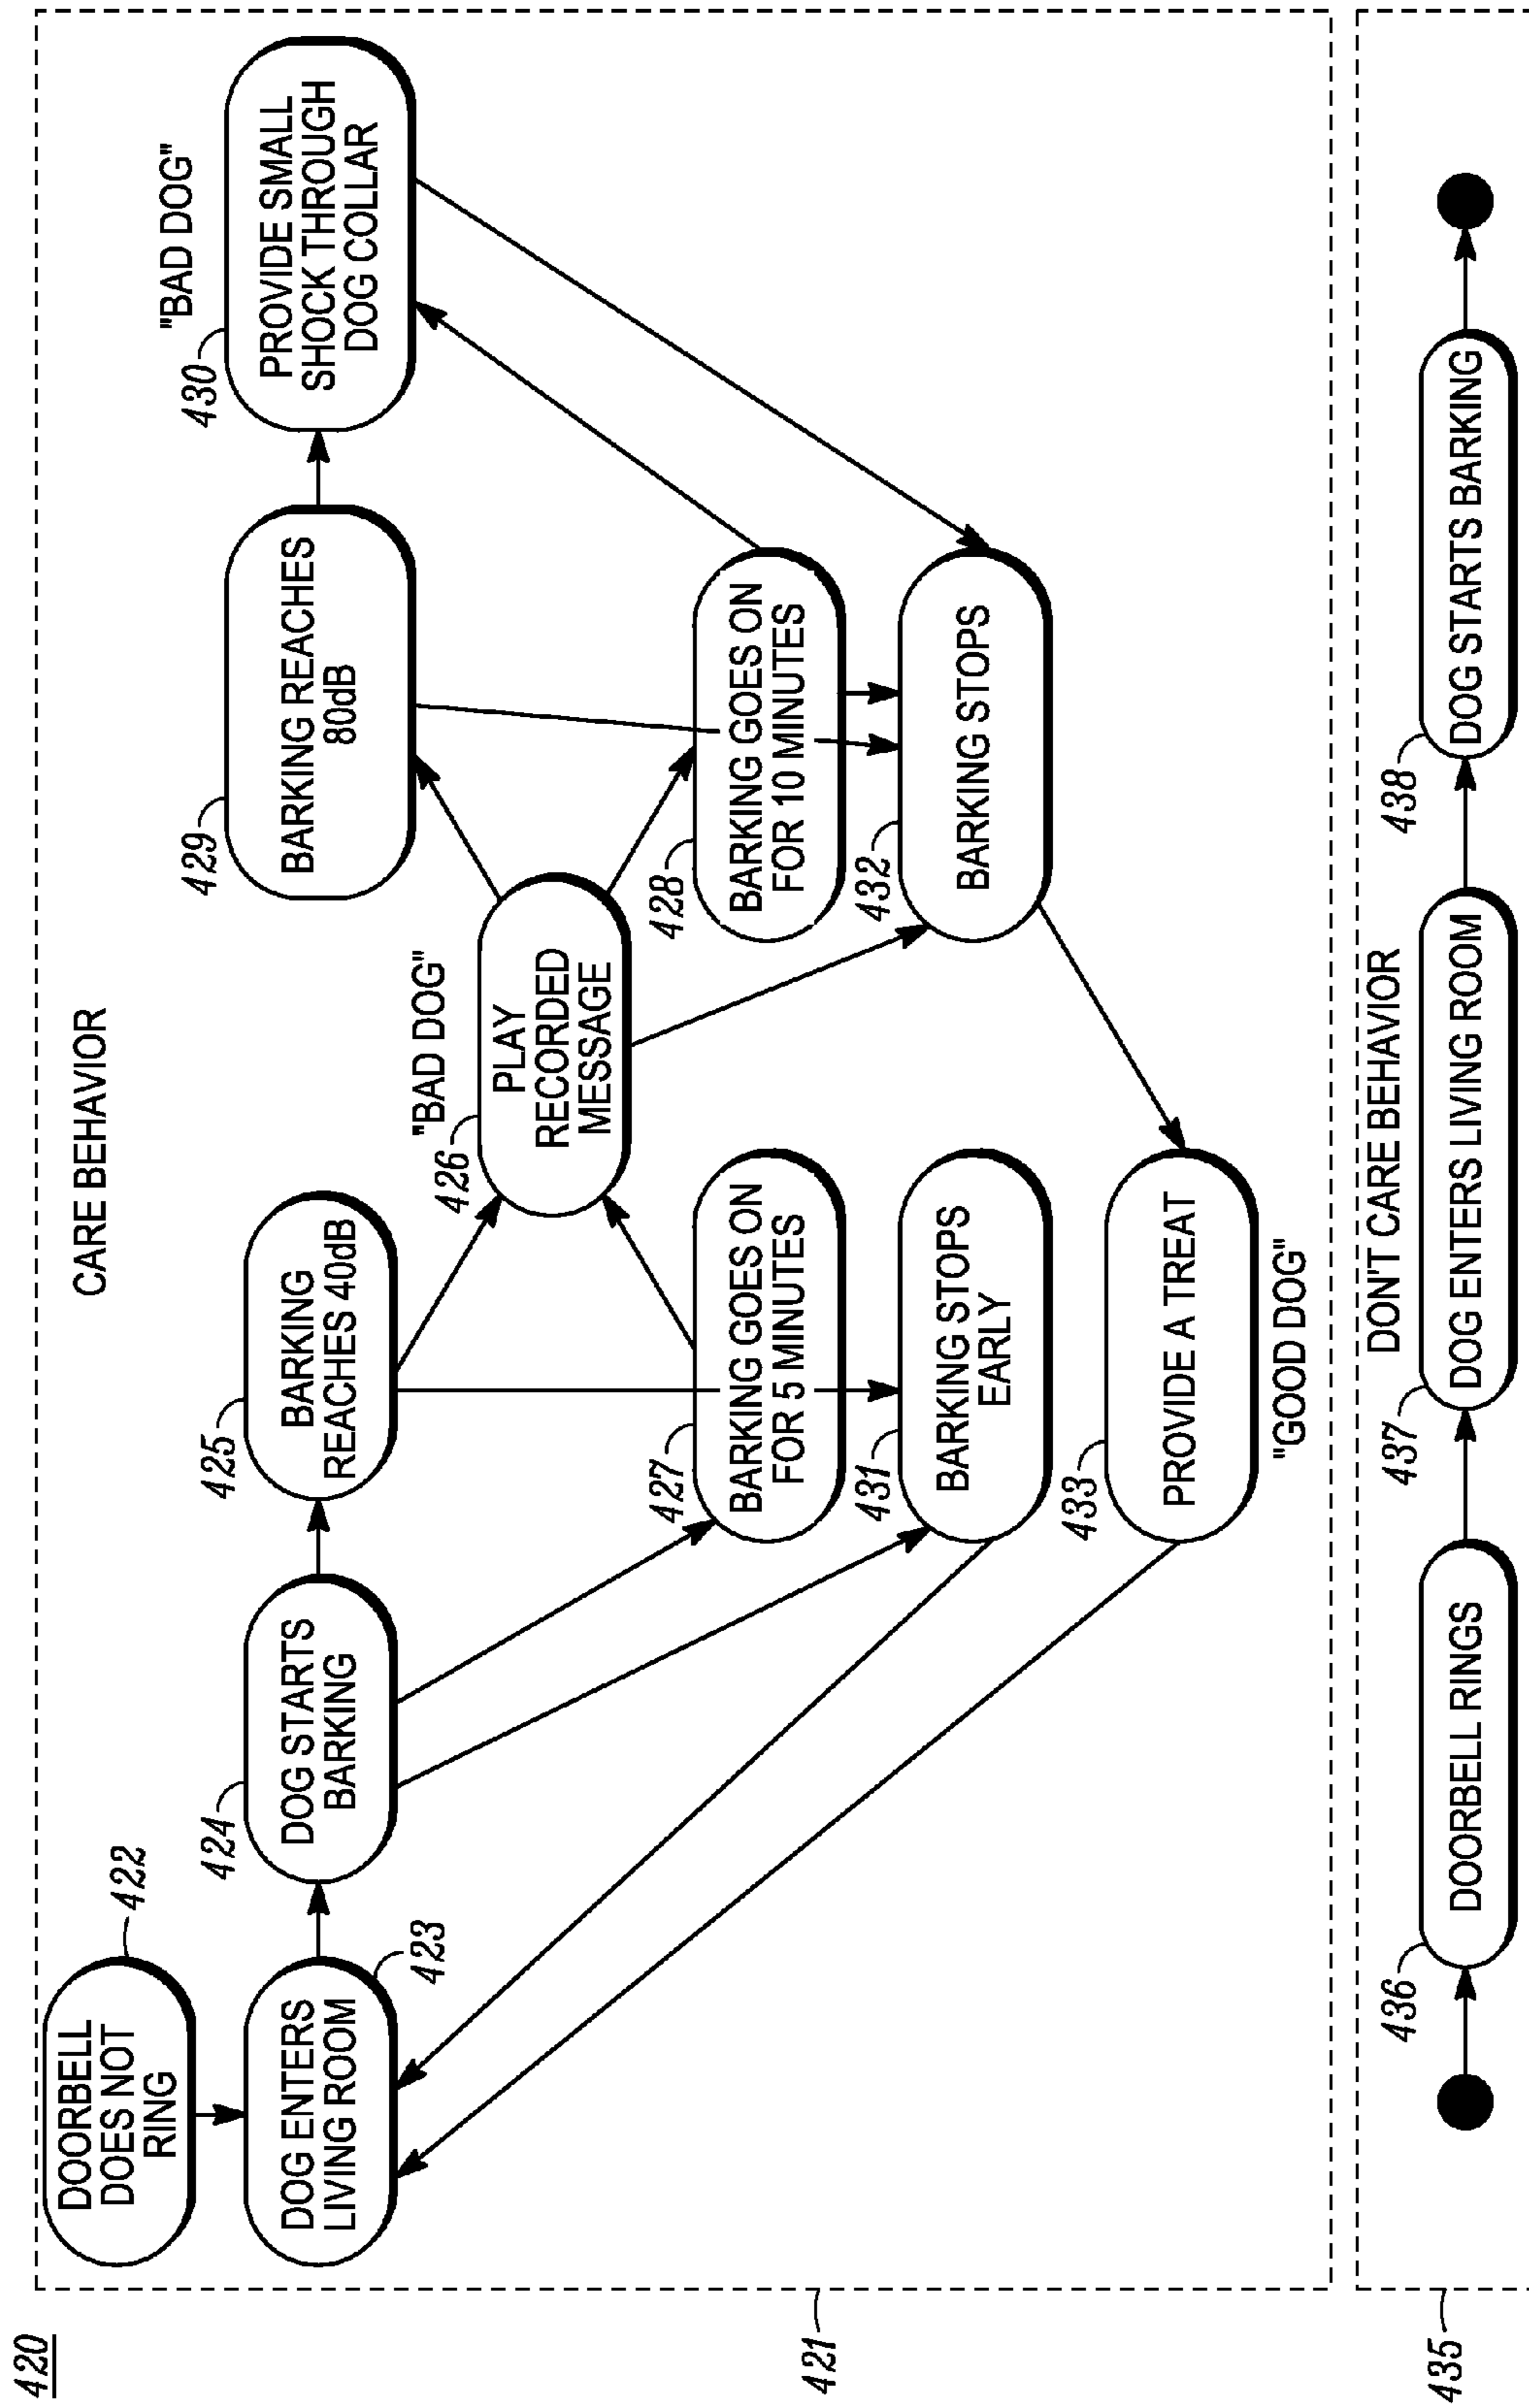 420
CARE BEHAVIOR
DOORBELL
DOES NOT
RING
422
DOG ENTERS
LIVING ROOM
423
424
DOG STARTS
BARKING
425
BARKING
REACHES 40dB
"BAD DOG"
426
PLAY
RECORDED
MESSAGE
429
BARKING REACHES
80dB
"BAD DOG"
430
PROVIDE SMALL
SHOCK THROUGH
DOG COLLAR
427
BARKING GOES ON
FOR 5 MINUTES
428
BARKING GOES ON
FOR 10 MINUTES
431
BARKING STOPS
EARLY
432
BARKING STOPS
433
PROVIDE A TREAT
"GOOD DOG"
421
DON'T CARE BEHAVIOR
436
DOORBELL RINGS
437
DOG ENTERS LIVING ROOM
438
DOG STARTS BARKING
435